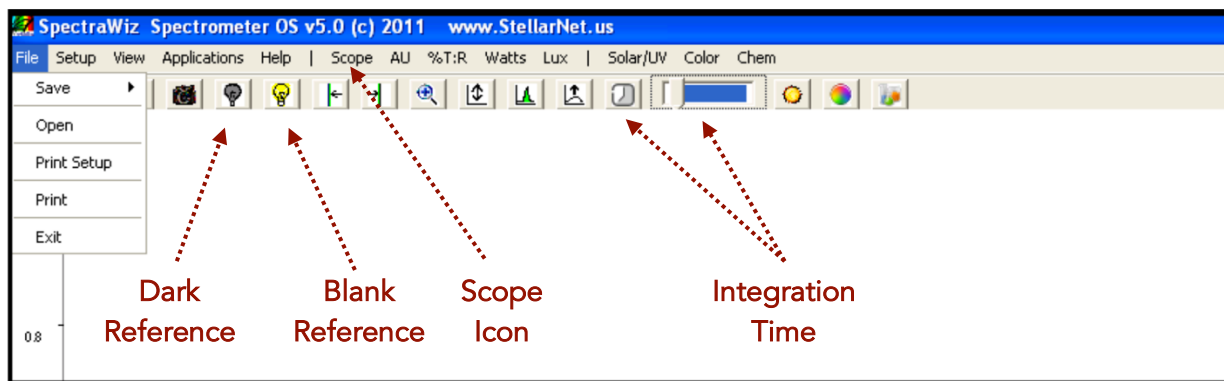 SpectraWiz Spectrometer OS v5.0 (c) 2011 www.StellarNet.us
File Setup View Applications Help | Scope AU %T:R Watts Lux | Solar/UV Color Chem
Save
Open
Print Setup
Print
Exit
Dark Reference
Blank Reference
Scope Icon
Integration Time
0.8